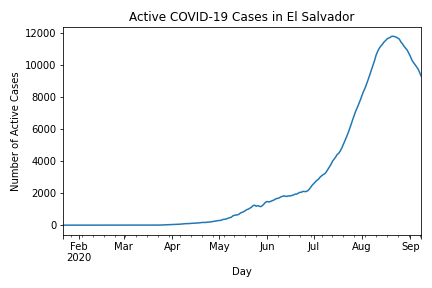 Active COVID-19 Cases in El Salvador
Number of Active Cases
12000
10000
8000
6000
4000
2000
0
Feb Mar Apr May Jun Jul Aug Sep
2020
Day